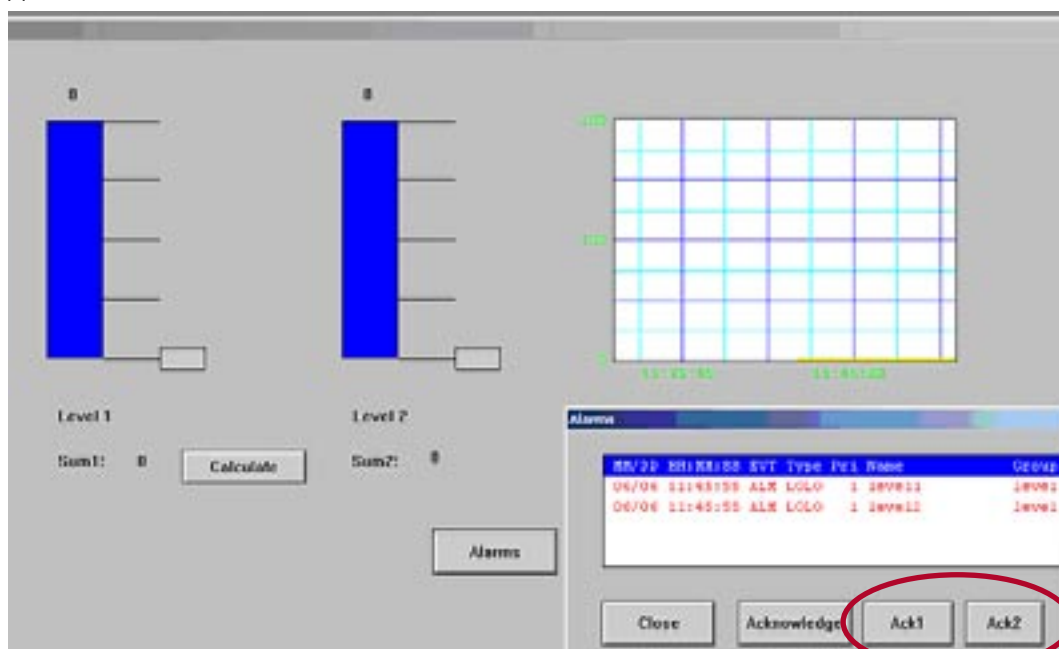 0
0
Level 1
Level 2
Sum1: 0
Calculate
Sum2: 0
Alarms
Alarms
MM/DD HH:MM:SS EVT Type Pri Name Group
06/06 11:45:55 ALM LOLO 1 level1
06/06 11:45:55 ALM LOLO 1 level2
Close
Acknowledge
Ack1
Ack2